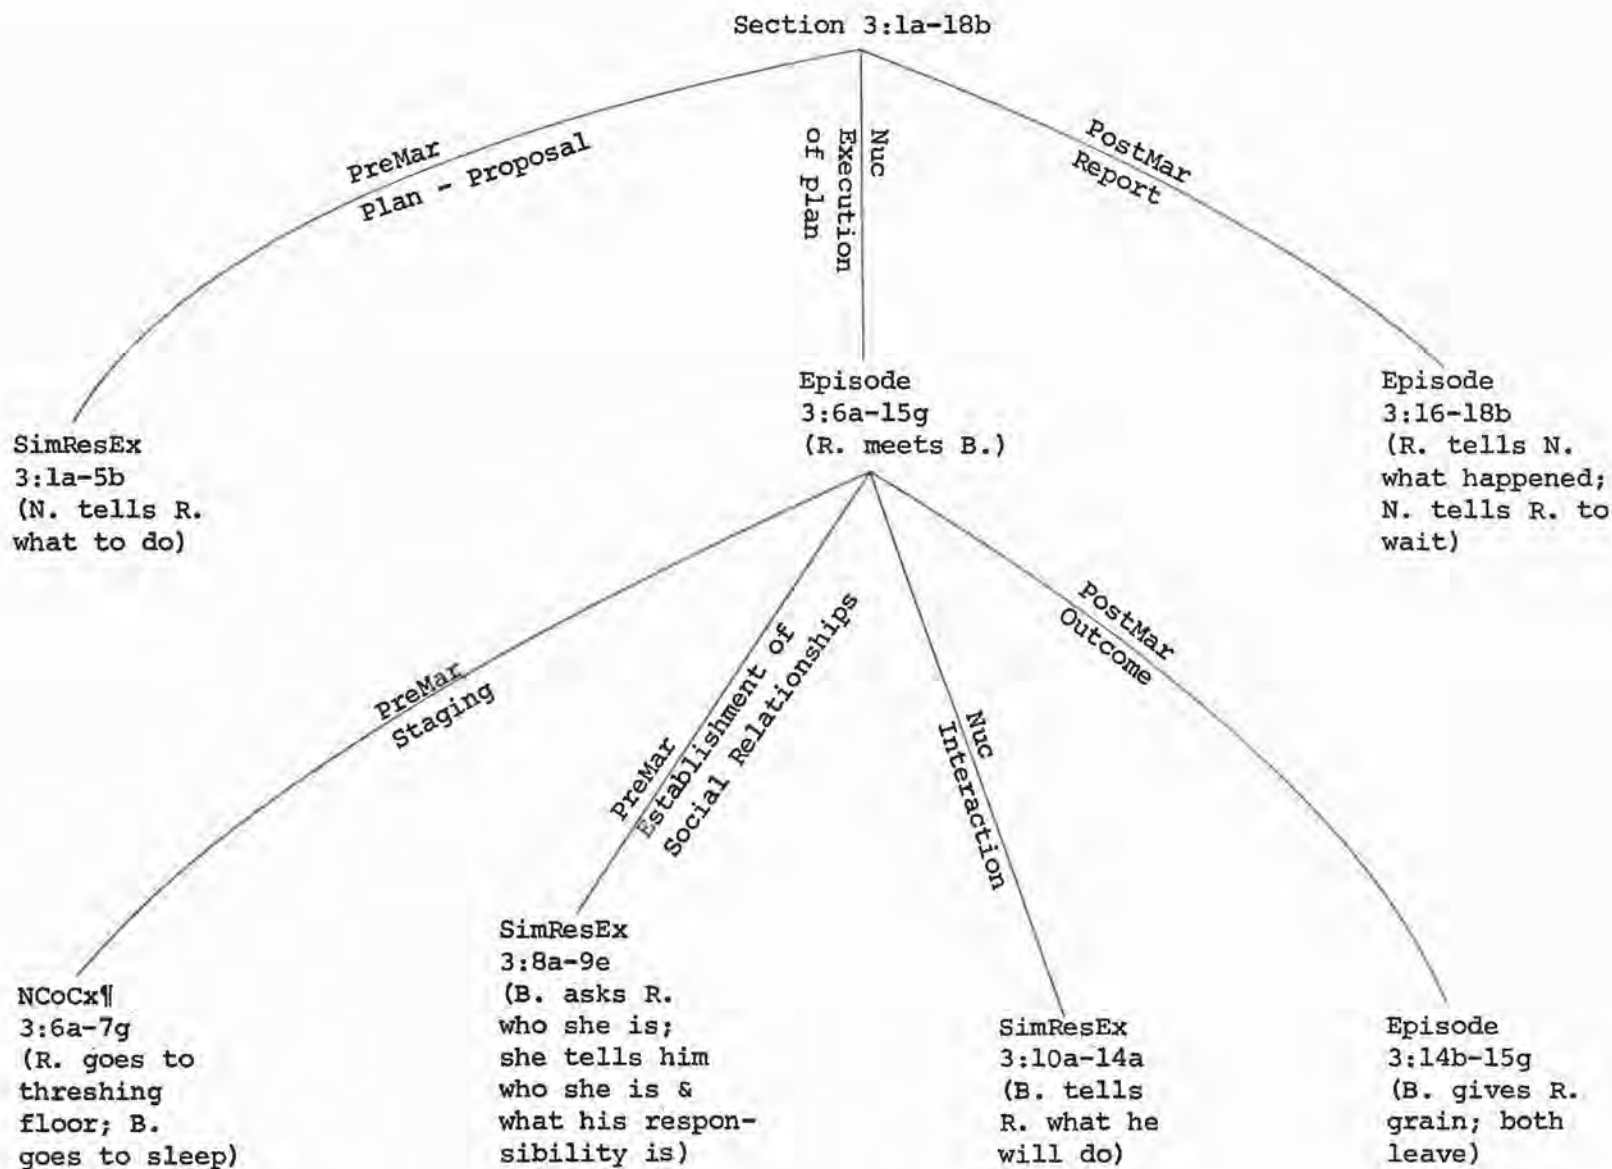 Section 3:1a-18b
PreMar
Plan - Proposal
Nuc
Execution
of plan
PostMar
Report
SimResEx
3:1a-5b
(N. tells R.
what to do)
Episode
3:6a-15g
(R. meets B.)
Episode
3:16-18b
(R. tells N.
what happened;
N. tells R. to
wait)
PreMar
Staging
PreMar
Establishment of
Social Relationships
Nuc
Interaction
PostMar
Outcome
NCoCx¶
3:6a-7g
(R. goes to
threshing
floor; B.
goes to sleep)
SimResEx
3:8a-9e
(B. asks R.
who she is;
she tells him
who she is &
what his respon-
sibility is)
SimResEx
3:10a-14a
(B. tells
R. what he
will do)
Episode
3:14b-15g
(B. gives R.
grain; both
leave)